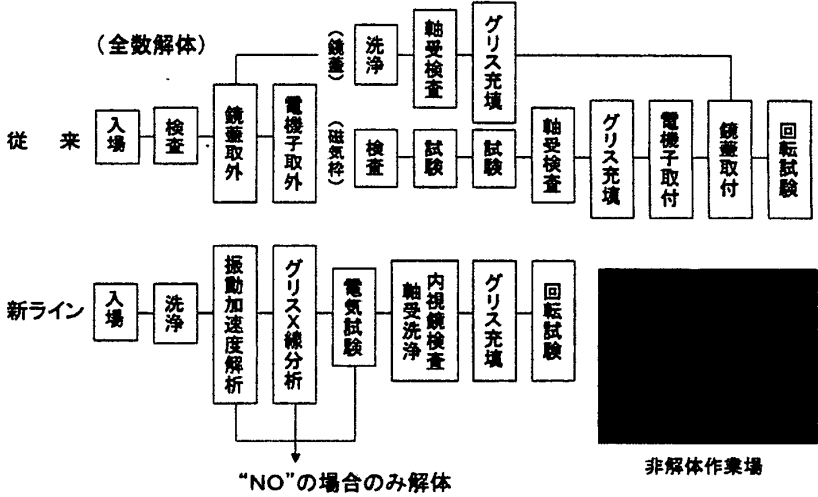 （全数解体）
（鏡蓋）
洗浄
軸受検査
グリス充填
従　来
入場
検査
鏡蓋取外
電機子取外
（磁気枠）
検査
試験
試験
軸受検査
グリス充填
電機子取付
鏡蓋取付
回転試験
新ライン
入場
洗浄
振動加速度解析
グリスX線分析
電気試験
内視鏡検査
軸受洗浄
グリス充填
回転試験
“NO”の場合のみ解体
非解体作業場